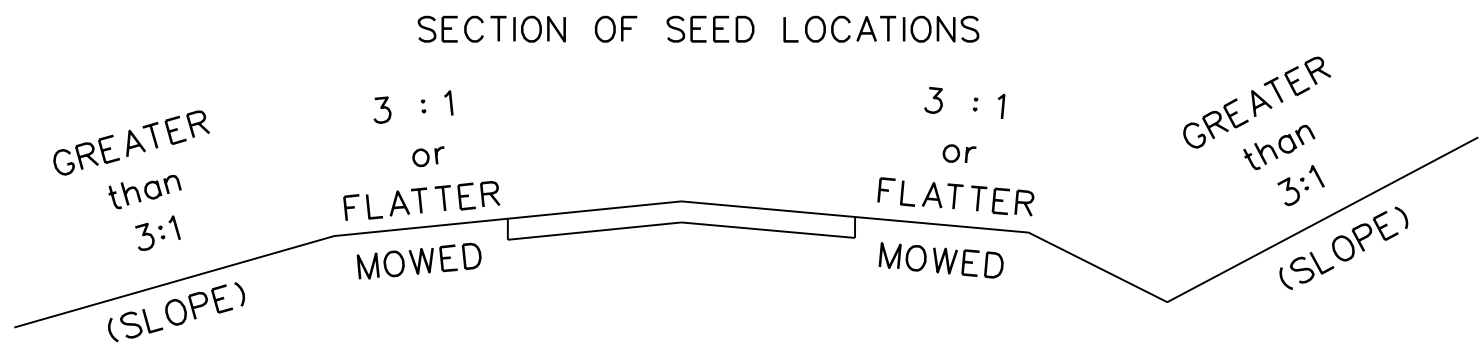 SECTION OF SEED LOCATIONS
GREATER
than
3:1
(SLOPE)
3 : 1
or
FLATTER
MOWED
3 : 1
or
FLATTER
MOWED
GREATER
than
3:1
(SLOPE)